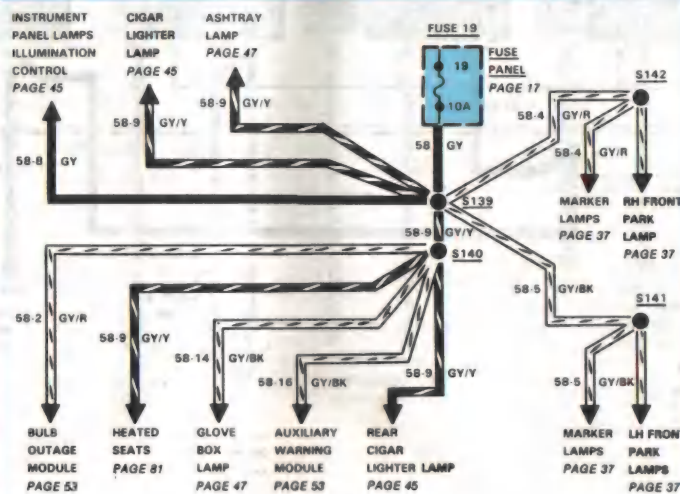 INSTRUMENT
PANEL LAMPS
ILLUMINATION
CONTROL
PAGE 45
CIGAR
LIGHTER
LAMP
PAGE 45
ASHTRAY
LAMP
PAGE 47
FUSE 19
19
10A
FUSE
PANEL
PAGE 17
S142
58-9 GY/Y
58-9 GY/Y
58-8 GY
58 GY
58-4 GY/R
58-4 GY/R
S139
MARKER
LAMPS
PAGE 37
RH FRONT
PARK
LAMP
PAGE 37
58-9 GY/Y
S140
58-2 GY/R
58-9 GY/Y
58-14 GY/BK
58-16 GY/BK
58-9 GY/Y
58-5 GY/BK
S141
58-5 GY/BK
BULB
OUTAGE
MODULE
PAGE 53
HEATED
SEATS
PAGE 81
GLOVE
BOX
LAMP
PAGE 47
AUXILIARY
WARNING
MODULE
PAGE 53
REAR
CIGAR
LIGHTER LAMP
PAGE 45
MARKER
LAMPS
PAGE 37
LH FRONT
PARK
LAMPS
PAGE 37